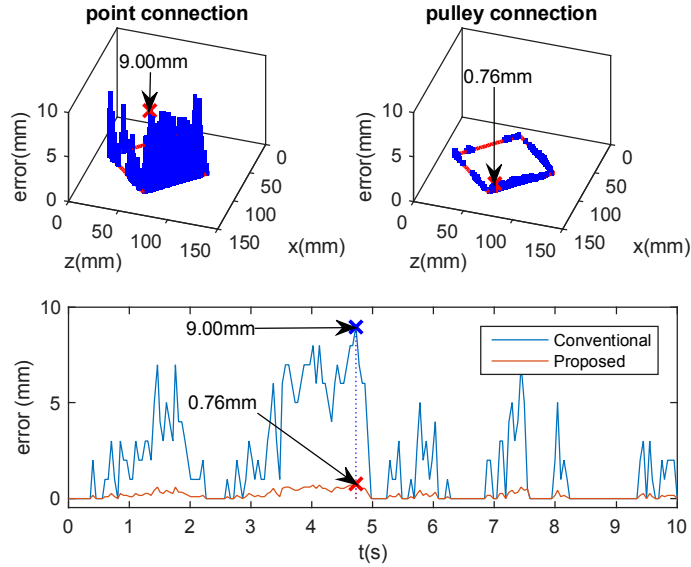 point connection
9.00mm
10
5
0
error(mm)
0
50
100
150
z(mm)
0
50
100
150
x(mm)
pulley connection
0.76mm
10
5
0
error(mm)
0
50
100
150
z(mm)
0
50
100
150
x(mm)
10
5
0
error (mm)
9.00mm
0.76mm
Conventional
Proposed
0 1 2 3 4 5 6 7 8 9 10
t(s)